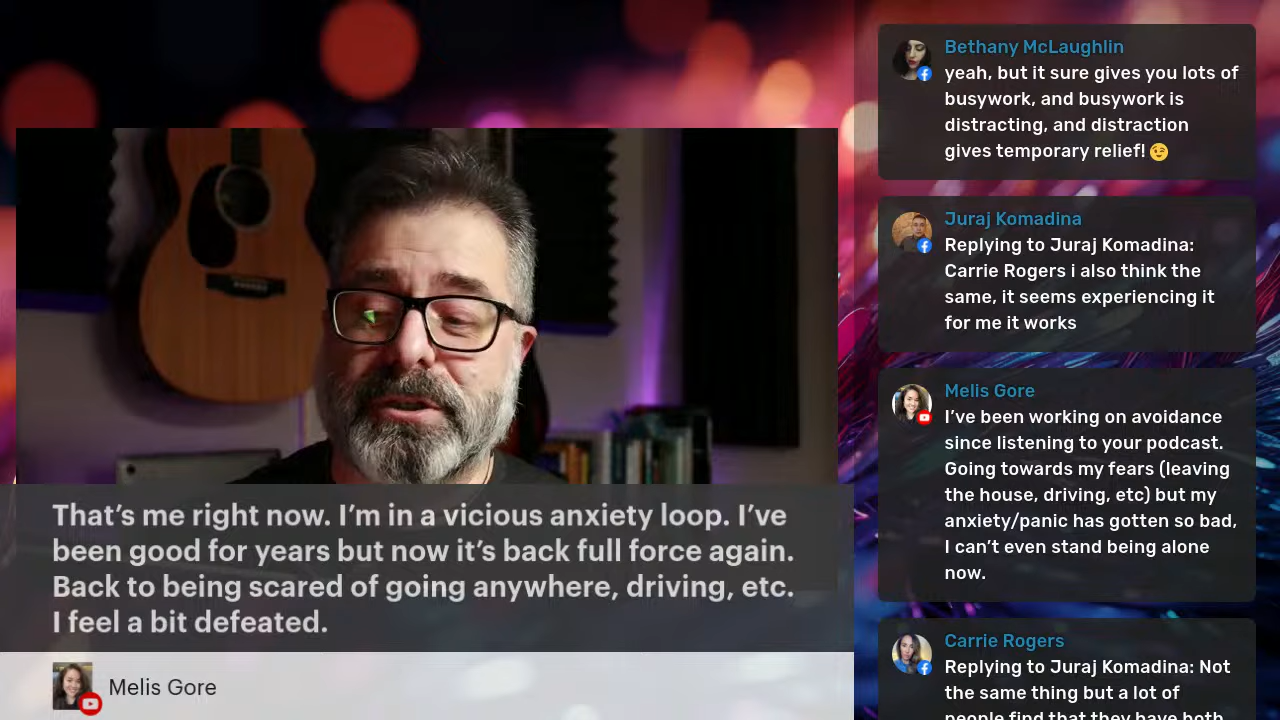 That's me right now. I'm in a vicious anxiety loop. I've
been good for years but now it's back full force again.
Back to being scared of going anywhere, driving, etc.
I feel a bit defeated.
Melis Gore
Bethany McLaughlin
yeah, but it sure gives you lots of
busywork, and busywork is
distracting, and distraction
gives temporary relief! 😉
Juraj Komadina
Replying to Juraj Komadina:
Carrie Rogers i also think the
same, it seems experiencing it
for me it works
Melis Gore
I've been working on avoidance
since listening to your podcast.
Going towards my fears (leaving
the house, driving, etc) but my
anxiety/panic has gotten so bad,
I can't even stand being alone
now.
Carrie Rogers
Replying to Juraj Komadina: Not
the same thing but a lot of
people find that they have both